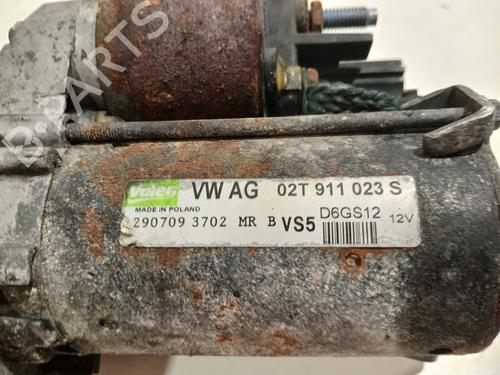 Valeo VW AG 02T 911 023 S
MADE IN POLAND
290709 3702 MR B VS5 D6GS12 12V
B-PARTS